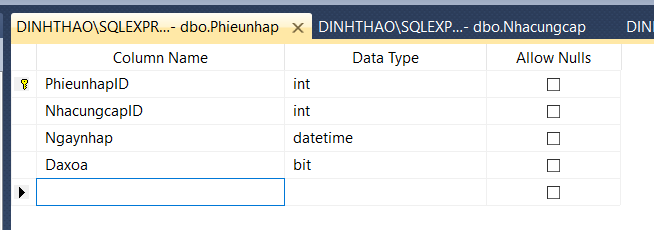 DINHTHAO\SQLEXPR...- dbo.Phieunhap DINHTHAO\SQLEXP...- dbo.Nhacungcap DIN
Column Name Data Type Allow Nulls
PhieunhapID int
NhacungcapID int
Ngaynhap datetime
Daxoa bit